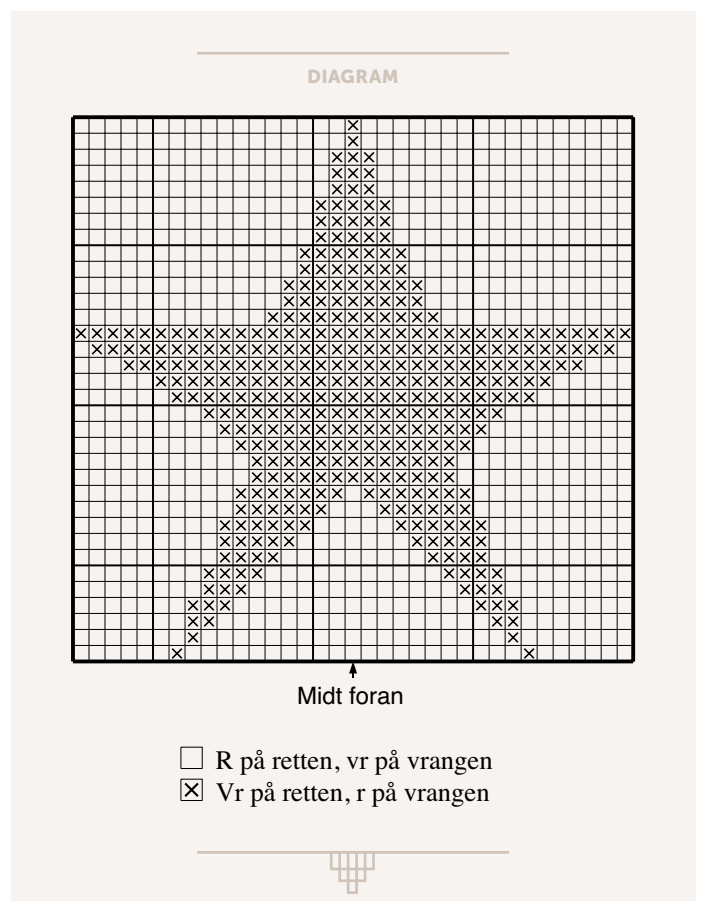 DIAGRAM
Midt foran
R på retten, vr på vrangen
Vr på retten, r på vrangen